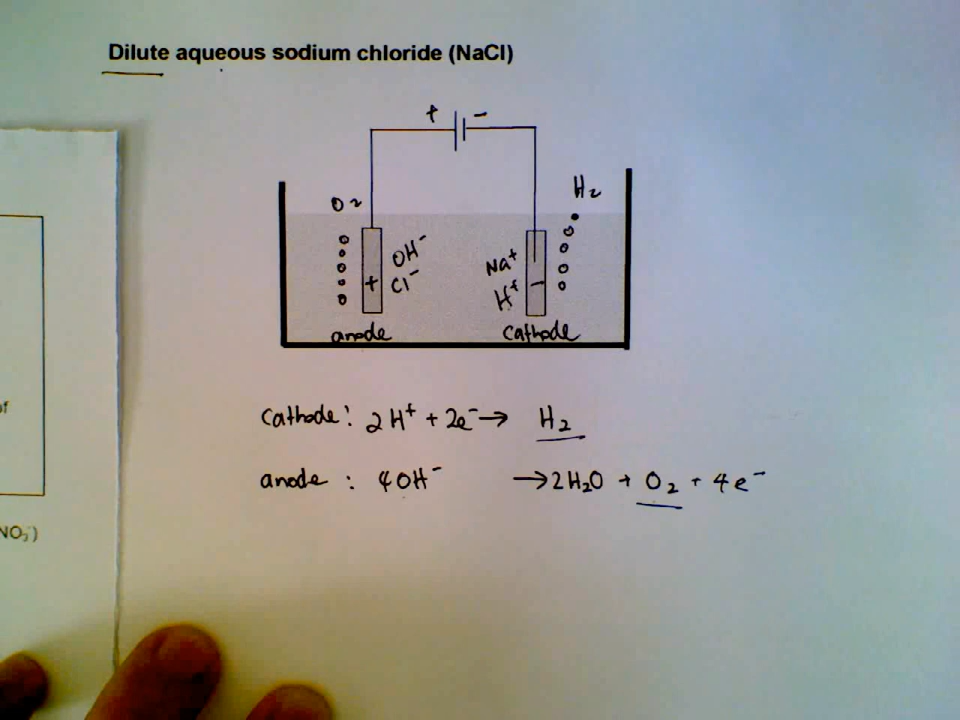 Dilute aqueous sodium chloride (NaCl)
+ -
O2 H2
OH⁻ Na⁺
+ Cl⁻ H⁺ -
anode cathode
cathode: 2H⁺ + 2e⁻ → H₂
anode : 4OH⁻ → 2H₂O + O₂ + 4e⁻
of
NO₃⁻)